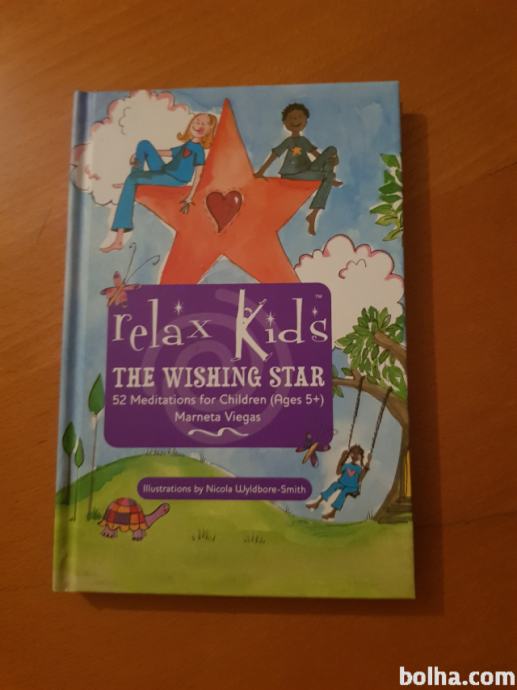 relax Kids™
THE WISHING STAR
52 Meditations for Children (Ages 5+)
Marneta Viegas
Illustrations by Nicola Wyldbore-Smith
bolha.com